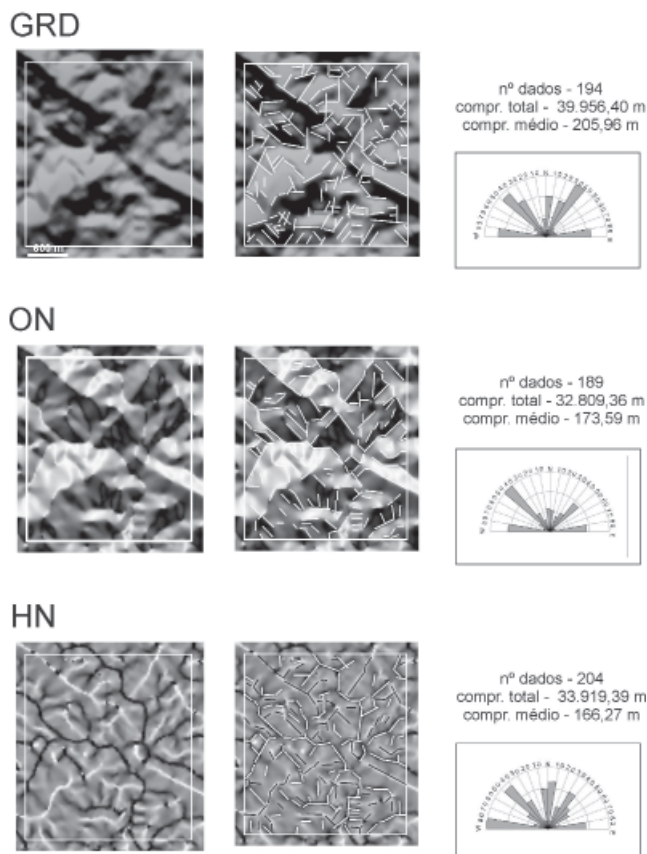 GRD
nº dados - 194
compr. total - 39.956,40 m
compr. médio - 205,96 m
600 m
ON
nº dados - 189
compr. total - 32.809,36 m
compr. médio - 173,59 m
HN
nº dados - 204
compr. total - 33.919,39 m
compr. médio - 166,27 m